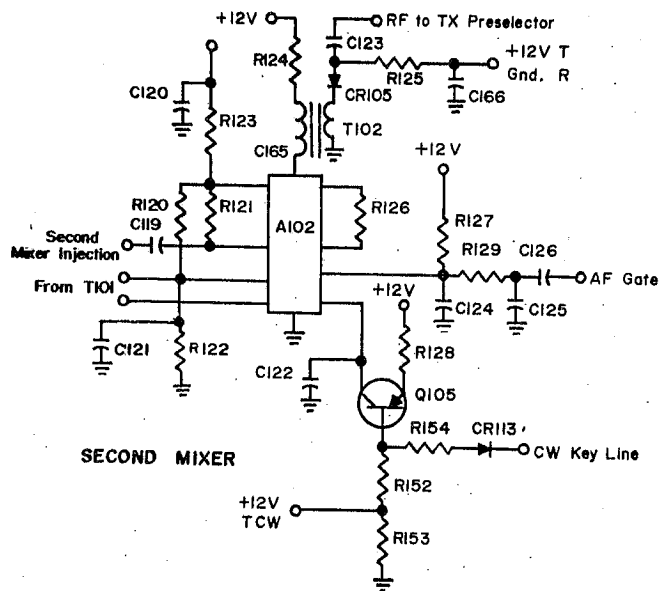 +12V
RF to TX Preselector
C123
R124
+12V T
Gnd, R
R125
C120
CR105
C166
R123
T102
C165
+12V
R120
R121
R126
C119
A102
R127
Second
Mixer Injection
R129
C126
From T101
AF Gate
+12V
C124
C125
C121
R122
R128
C122
Q105
R154
CR113
SECOND MIXER
CW Key Line
R152
+12V
TCW
R153